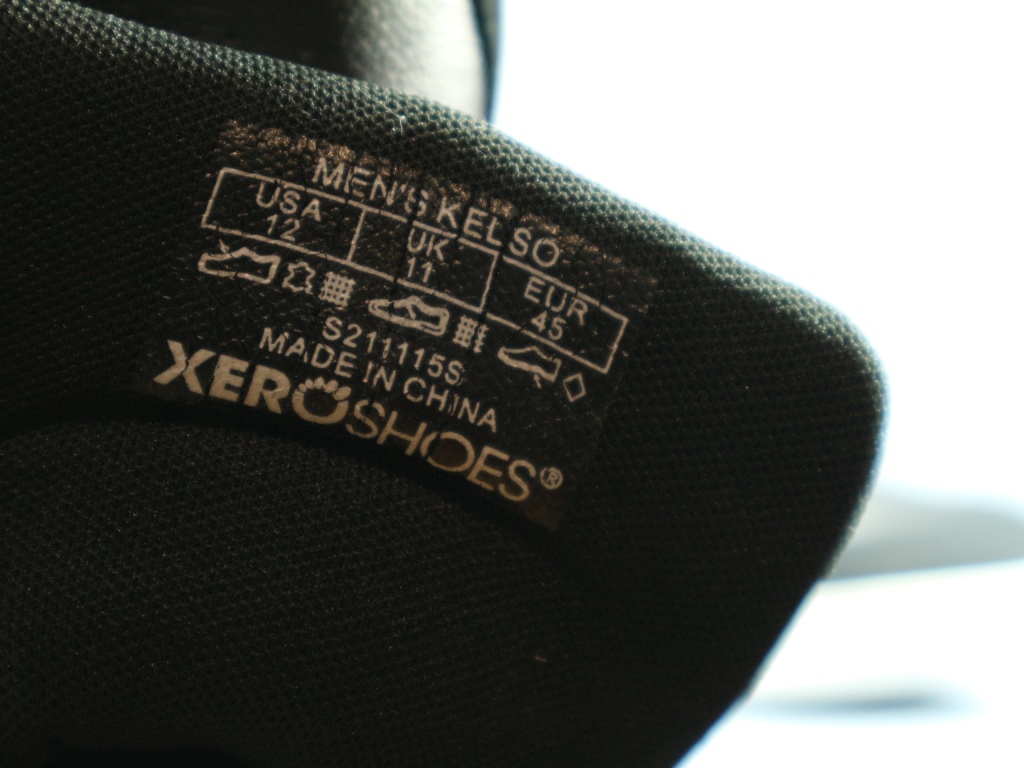 MEN'S KELSO
USA UK EUR
12 11 45
S211115S
MADE IN CHINA
XEROSHOES®